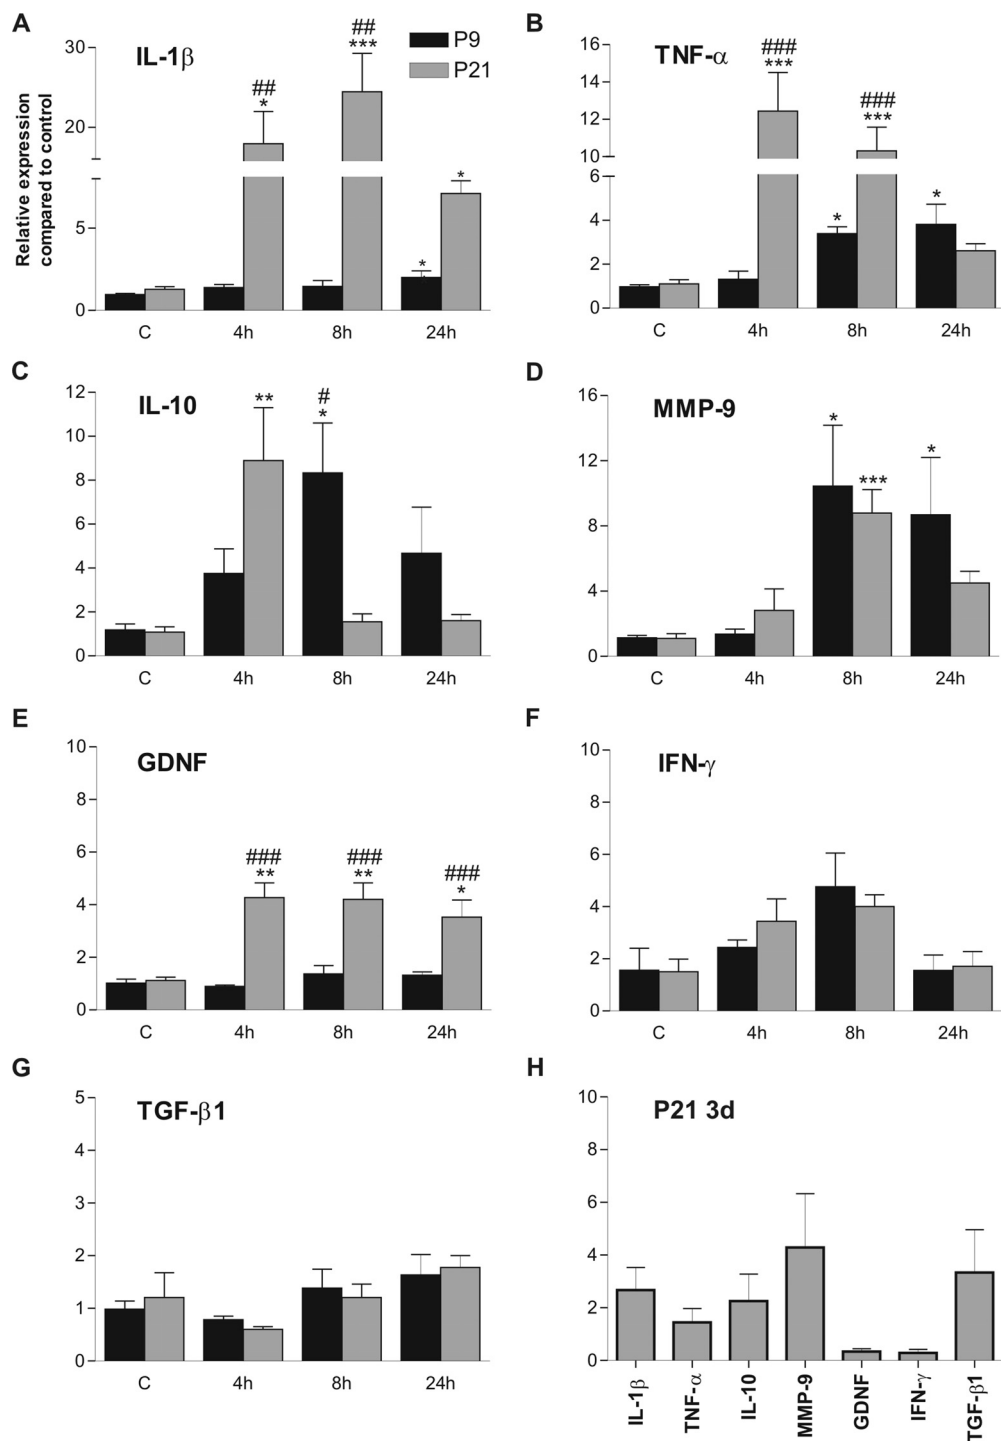 A
IL-1β
P9
P21
Relative expression
compared to control
30
20
5
0
##
*
##
***
*
*
C 4h 8h 24h
B
TNF-α
16
14
12
10
6
4
2
0
###
***
###
***
*
*
C 4h 8h 24h
C
IL-10
12
10
8
6
4
2
0
**
#
*
C 4h 8h 24h
D
MMP-9
16
12
8
4
0
*
***
*
C 4h 8h 24h
E
GDNF
10
8
6
4
2
0
###
**
###
**
###
*
C 4h 8h 24h
F
IFN-γ
10
8
6
4
2
0
C 4h 8h 24h
G
TGF-β1
5
4
3
2
1
0
C 4h 8h 24h
H
P21 3d
10
8
6
4
2
0
IL-1β
TNF-α
IL-10
MMP-9
GDNF
IFN-γ
TGF-β1